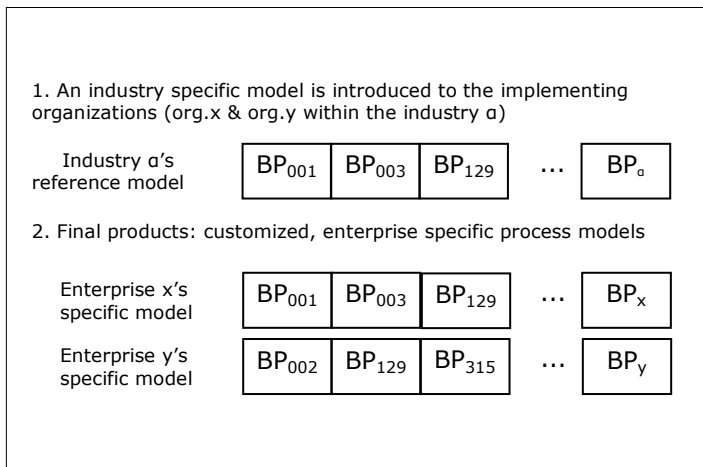 1. An industry specific model is introduced to the implementing
organizations (org.x & org.y within the industry α)
Industry α’s
reference model
BP001 BP003 BP129 ... BPα
2. Final products: customized, enterprise specific process models
Enterprise x’s
specific model
BP001 BP003 BP129 ... BPx
Enterprise y’s
specific model
BP002 BP129 BP315 ... BPy